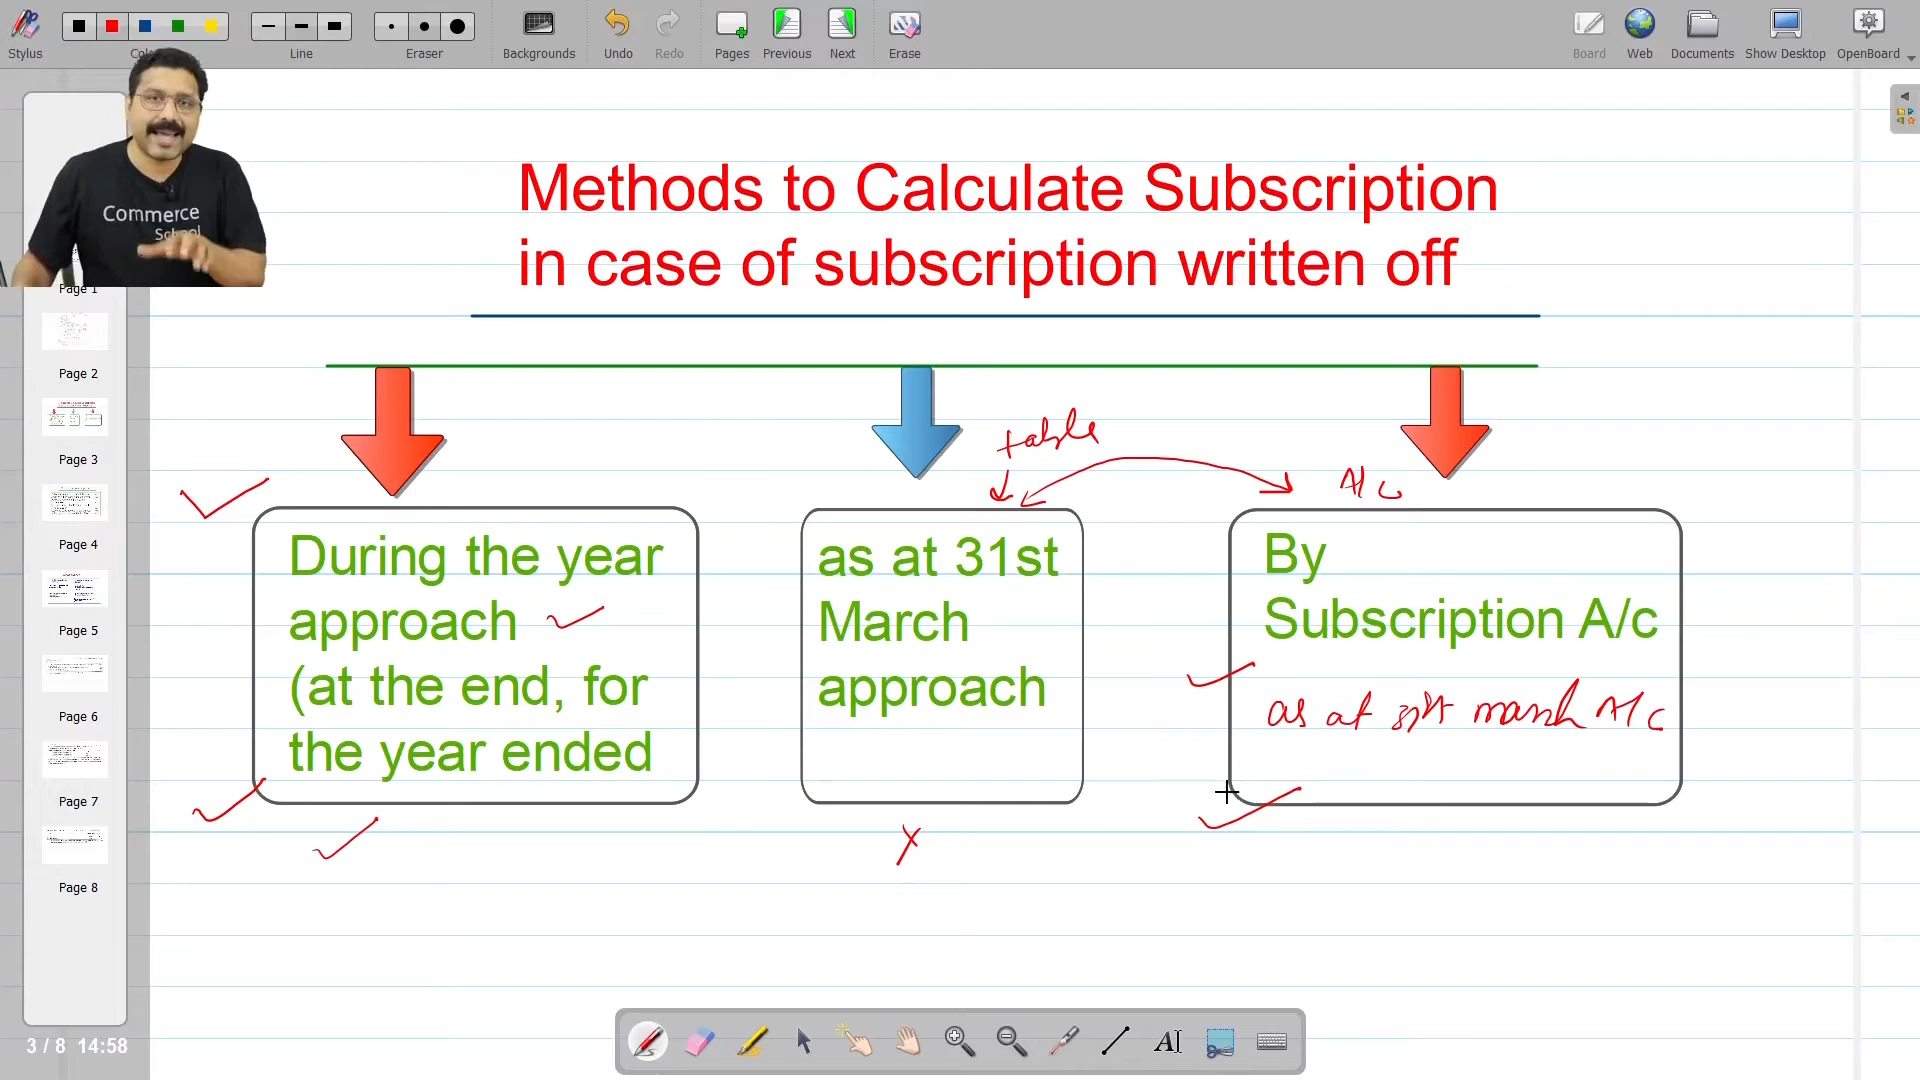 Stylus
Line
Eraser
Backgrounds
Undo
Redo
Pages
Previous
Next
Erase
Board
Web
Documents
Show Desktop
OpenBoard
Commerce
School
Methods to Calculate Subscription
in case of subscription written off
table
A/c
During the year
approach
(at the end, for
the year ended
as at 31st
March
approach
By
Subscription A/c
as at 31st march A/c
Page 1
Page 2
Page 3
Page 4
Page 5
Page 6
Page 7
Page 8
3 / 8 14:58